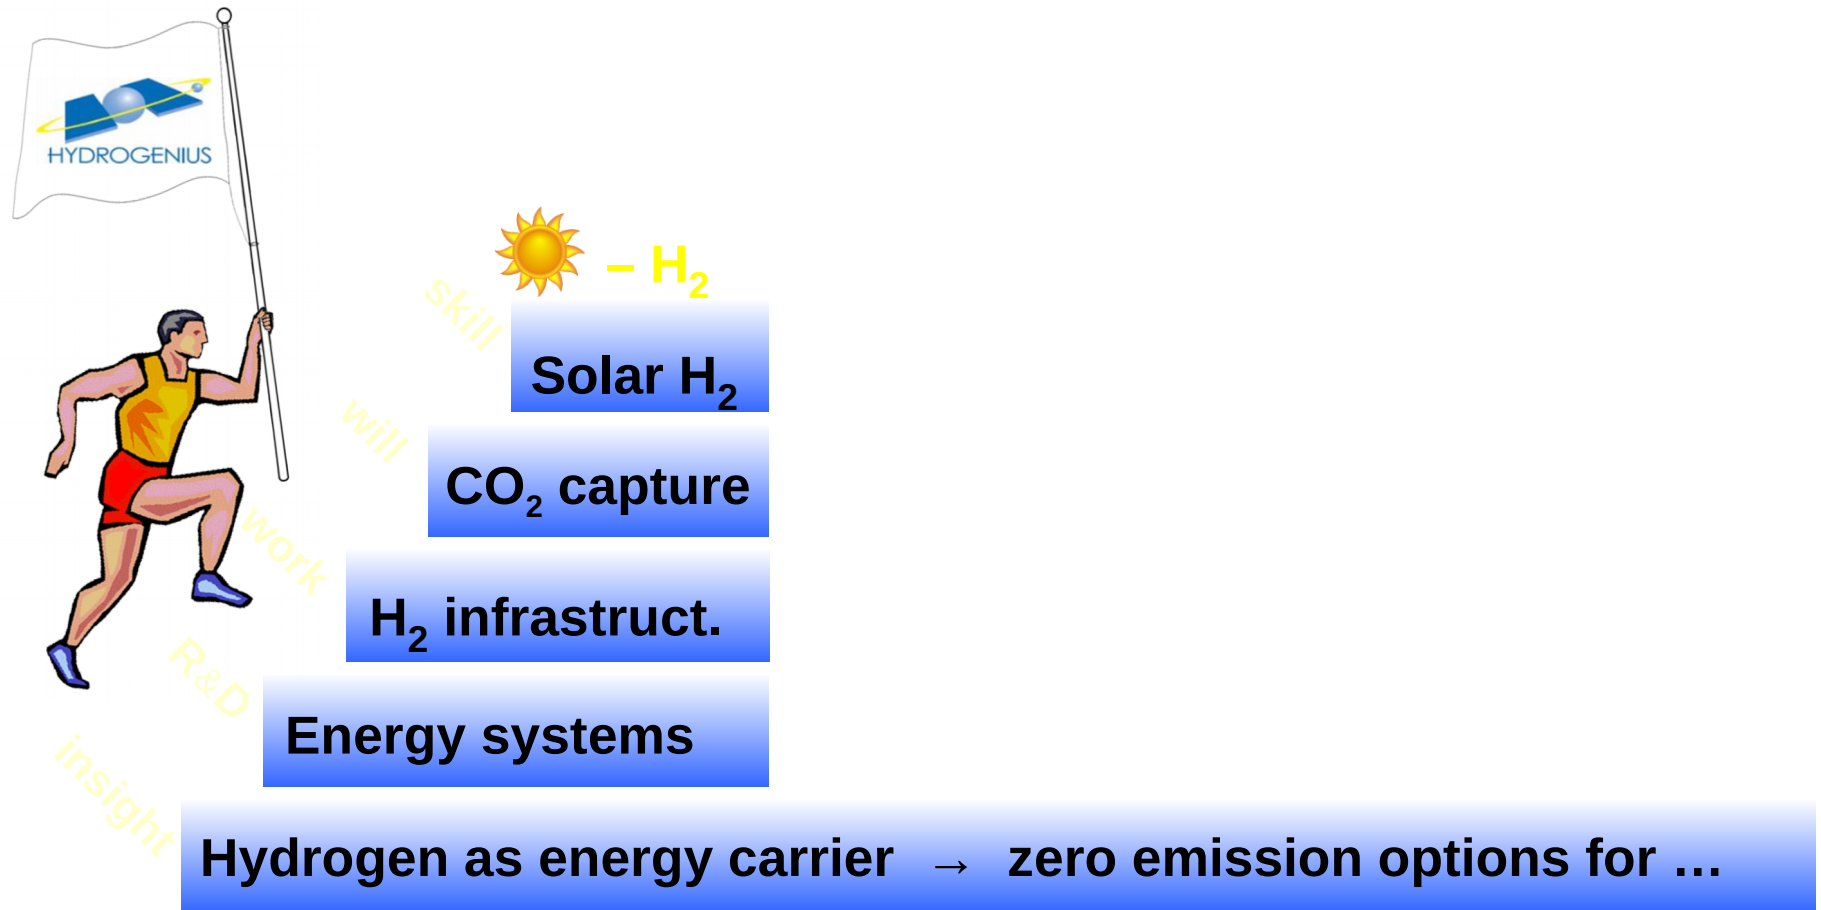 HYDROGENIUS
– H₂
skill
Solar H₂
will
CO₂ capture
work
H₂ infrastruct.
R&D
Energy systems
insight
Hydrogen as energy carrier → zero emission options for …